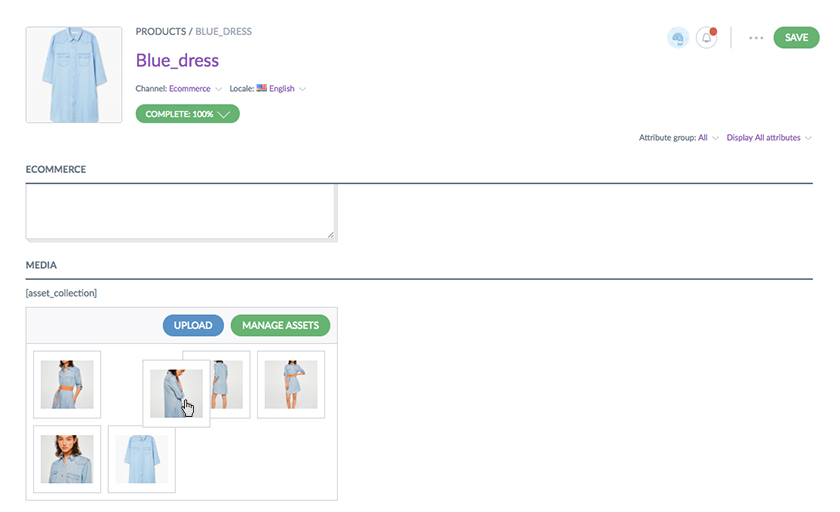 PRODUCTS / BLUE_DRESS
Blue_dress
Channel: Ecommerce Locale: English
COMPLETE: 100%
SAVE
Attribute group: All Display All attributes
ECOMMERCE
MEDIA
[asset_collection]
UPLOAD MANAGE ASSETS